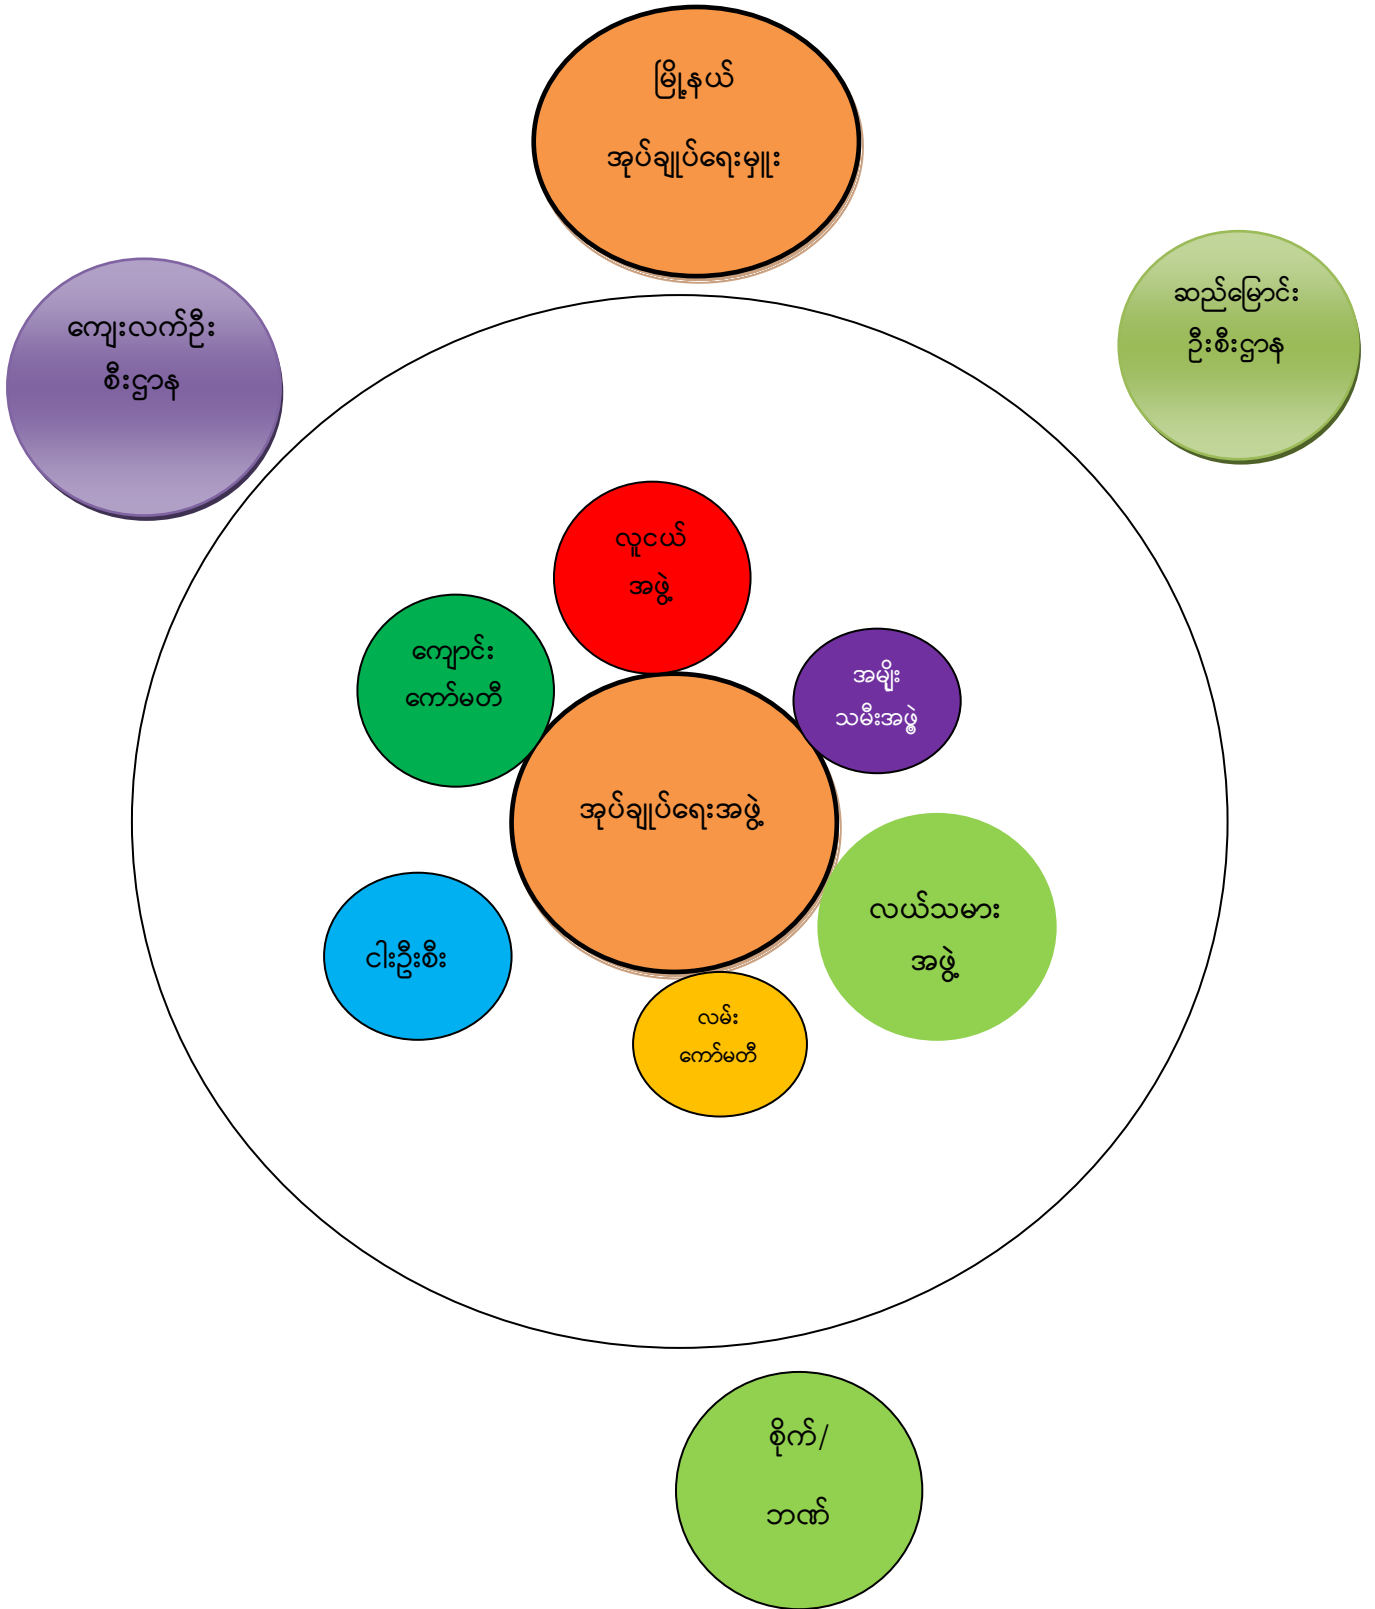 မြို့နယ်
အုပ်ချုပ်ရေးမှူး
ကျေးလက်ဦး
စီးဌာန
ဆည်မြောင်း
ဦးစီးဌာန
လူငယ်
အဖွဲ့
ကျောင်း
ကော်မတီ
အမျိုး
သမီးအဖွဲ့
အုပ်ချုပ်ရေးအဖွဲ့
လယ်သမား
အဖွဲ့
ငါးဦးစီး
လမ်း
ကော်မတီ
စိုက်/
ဘဏ်